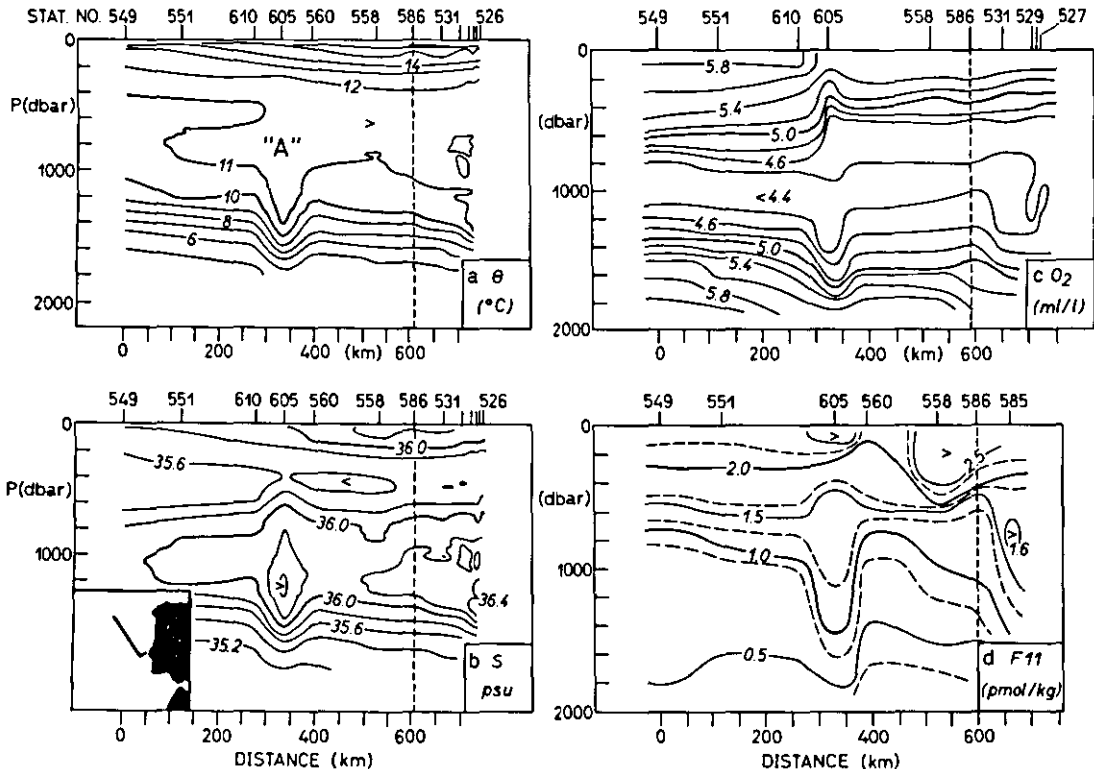 STAT. NO. 549 551 610 605 560 558 586 531 526
0
P(dbar)
1000
2000
14
12
"A"
>
11
10
8
6
a θ
(°C)
0 200 400 (km) 600
549 551 610 605 558 586 531 529 527
0
(dbar)
1000
2000
5.8
5.4
5.0
4.6
<4.4
4.6
5.0
5.4
5.8
c O2
(ml/l)
0 200 (km) 400 600
549 551 610 605 560 558 586 531 526
0
P(dbar)
1000
36.0
35.6
<
36.0
>
36.4
36.0
35.6
35.2
b S
psu
0 200 400 600
DISTANCE (km)
549 551 605 560 558 586 585
0
(dbar)
1000
2000
>
>
2.5
2.0
1.5
>
1.6
1.0
0.5
d F11
(pmol/kg)
0 200 400 600
DISTANCE (km)